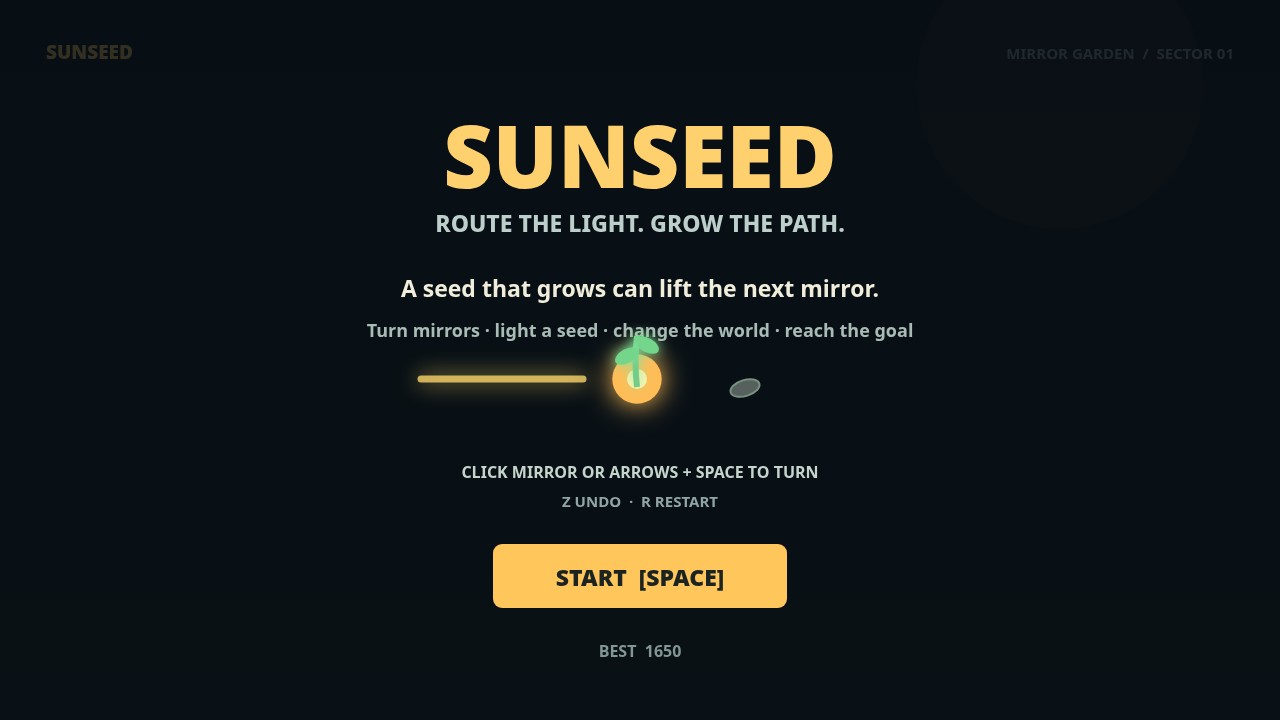 SUNSEED
MIRROR GARDEN / SECTOR 01
SUNSEED
ROUTE THE LIGHT. GROW THE PATH.
A seed that grows can lift the next mirror.
Turn mirrors · light a seed · change the world · reach the goal
CLICK MIRROR OR ARROWS + SPACE TO TURN
Z UNDO · R RESTART
START [SPACE]
BEST 1650